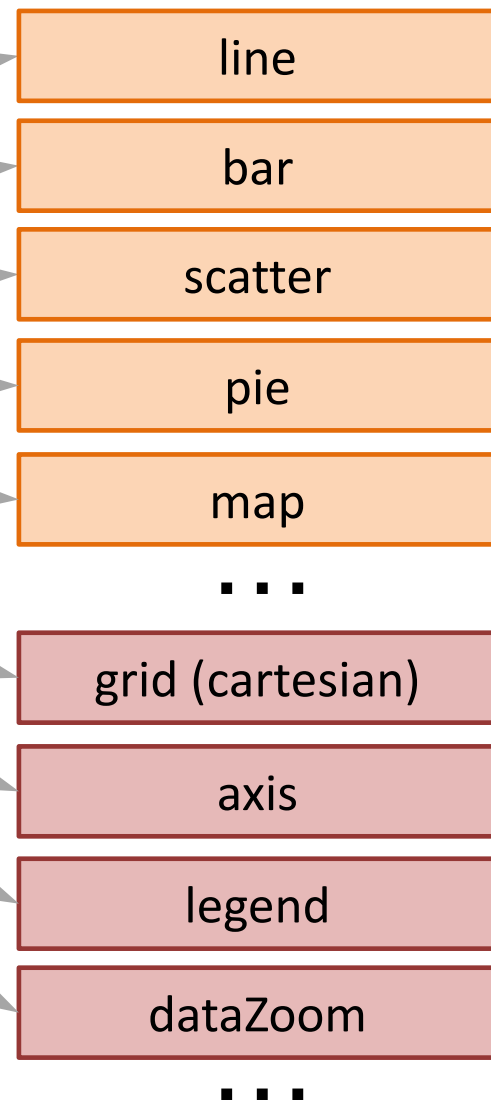 line
bar
scatter
pie
map
...
grid (cartesian)
axis
legend
dataZoom
...